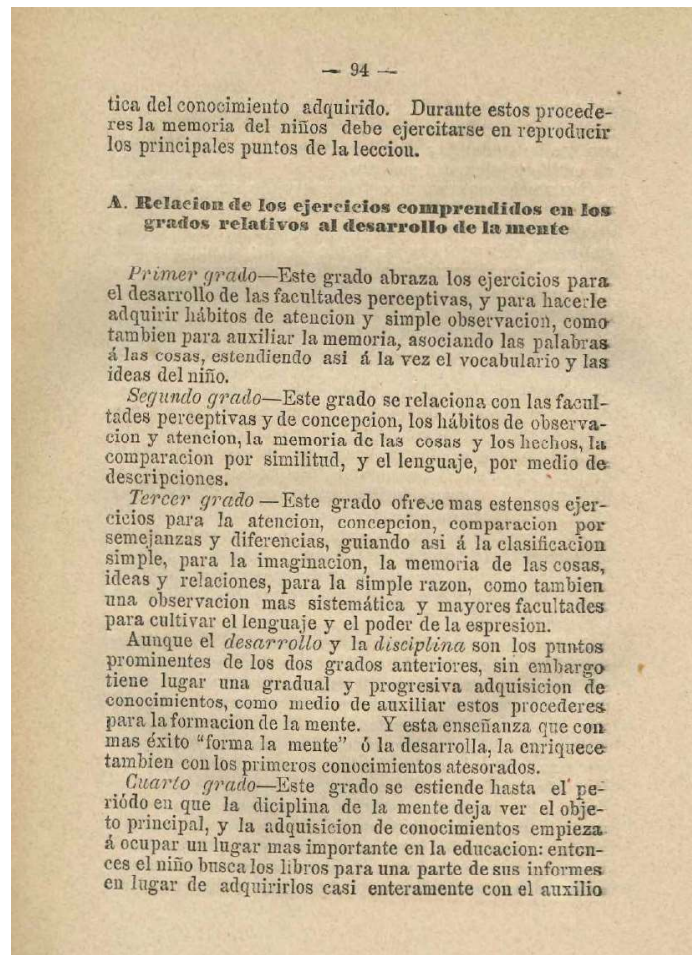 — 94 —
tica del conocimiento adquirido. Durante estos procede-
res la memoria del niños debe ejercitarse en reproducir
los principales puntos de la leccion.
A. Relacion de los ejercicios comprendidos en los
grados relativos al desarrollo de la mente
Primer grado—Este grado abraza los ejercicios para
el desarrollo de las facultades perceptivas, y para hacerle
adquirir hábitos de atencion y simple observacion, como
tambien para auxiliar la memoria, asociando las palabras
á las cosas, estendiendo asi á la vez el vocabulario y las
ideas del niño.
Segundo grado—Este grado se relaciona con las facul-
tades perceptivas y de concepcion, los hábitos de observa-
cion y atencion, la memoria de las cosas y los hechos, la
comparacion por similitud, y el lenguaje, por medio de
descripciones.
Tercer grado—Este grado ofrece mas estensos ejer-
cicios para la atencion, concepcion, comparacion por
semejanzas y diferencias, guiando asi á la clasificacion
simple, para la imaginacion, la memoria de las cosas,
ideas y relaciones, para la simple razon, como tambien
una observacion mas sistemática y mayores facultades
para cultivar el lenguaje y el poder de la espresion.
Aunque el desarrollo y la disciplina son los puntos
prominentes de los dos grados anteriores, sin embargo
tiene lugar una gradual y progresiva adquisicion de
conocimientos, como medio de auxiliar estos procederes
para la formacion de la mente. Y esta enseñanza que con
mas éxito "forma la mente" ó la desarrolla, la enriquece
tambien con los primeros conocimientos atesorados.
Cuarto grado—Este grado se estiende hasta el pe-
riódo en que la diciplina de la mente deja ver el obje-
to principal, y la adquisicion de conocimientos empieza
á ocupar un lugar mas importante en la educacion: enton-
ces el niño busca los libros para una parte de sus informes
en lugar de adquirirlos casi enteramente con el auxilio